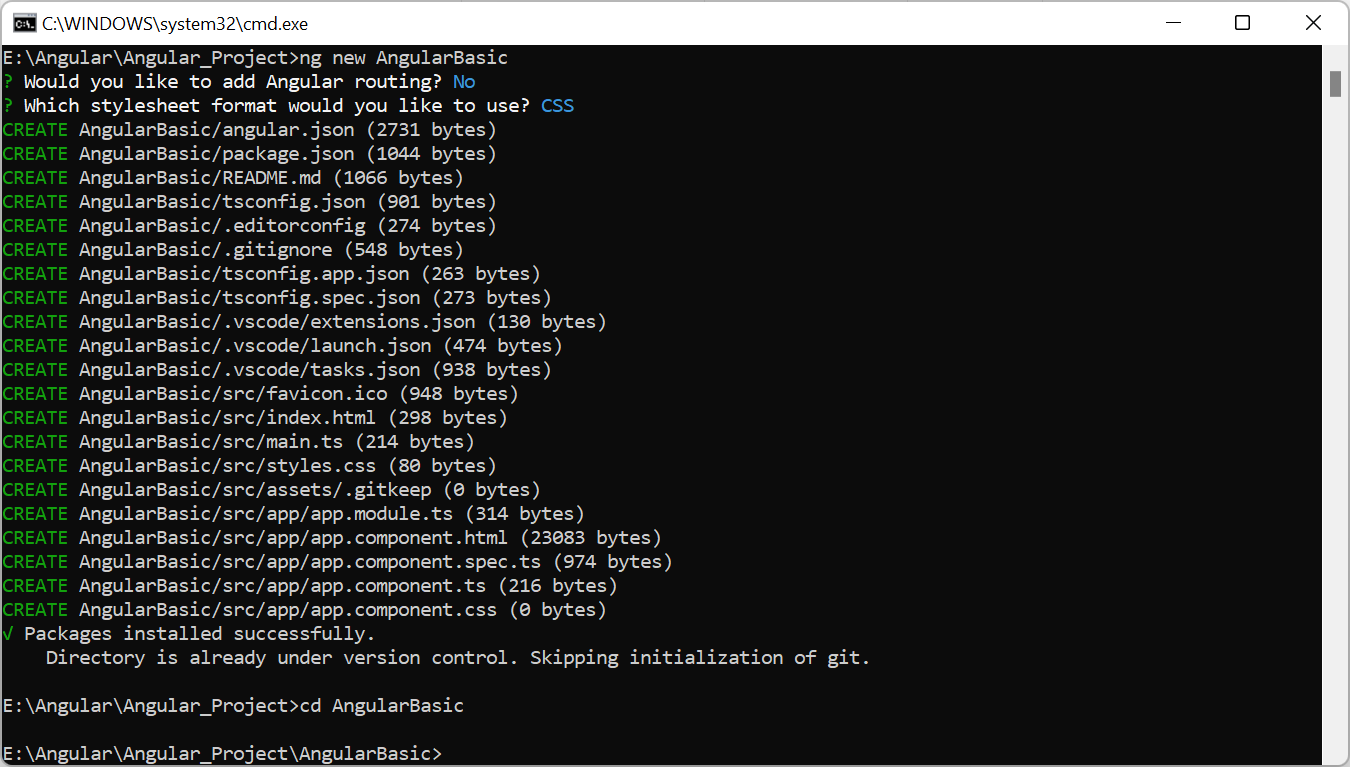 C:\WINDOWS\system32\cmd.exe
E:\Angular\Angular_Project>ng new AngularBasic
? Would you like to add Angular routing? No
? Which stylesheet format would you like to use? CSS
CREATE AngularBasic/angular.json (2731 bytes)
CREATE AngularBasic/package.json (1044 bytes)
CREATE AngularBasic/README.md (1066 bytes)
CREATE AngularBasic/tsconfig.json (901 bytes)
CREATE AngularBasic/.editorconfig (274 bytes)
CREATE AngularBasic/.gitignore (548 bytes)
CREATE AngularBasic/tsconfig.app.json (263 bytes)
CREATE AngularBasic/tsconfig.spec.json (273 bytes)
CREATE AngularBasic/.vscode/extensions.json (130 bytes)
CREATE AngularBasic/.vscode/launch.json (474 bytes)
CREATE AngularBasic/.vscode/tasks.json (938 bytes)
CREATE AngularBasic/src/favicon.ico (948 bytes)
CREATE AngularBasic/src/index.html (298 bytes)
CREATE AngularBasic/src/main.ts (214 bytes)
CREATE AngularBasic/src/styles.css (80 bytes)
CREATE AngularBasic/src/assets/.gitkeep (0 bytes)
CREATE AngularBasic/src/app/app.module.ts (314 bytes)
CREATE AngularBasic/src/app/app.component.html (23083 bytes)
CREATE AngularBasic/src/app/app.component.spec.ts (974 bytes)
CREATE AngularBasic/src/app/app.component.ts (216 bytes)
CREATE AngularBasic/src/app/app.component.css (0 bytes)
√ Packages installed successfully.
    Directory is already under version control. Skipping initialization of git.
E:\Angular\Angular_Project>cd AngularBasic
E:\Angular\Angular_Project\AngularBasic>